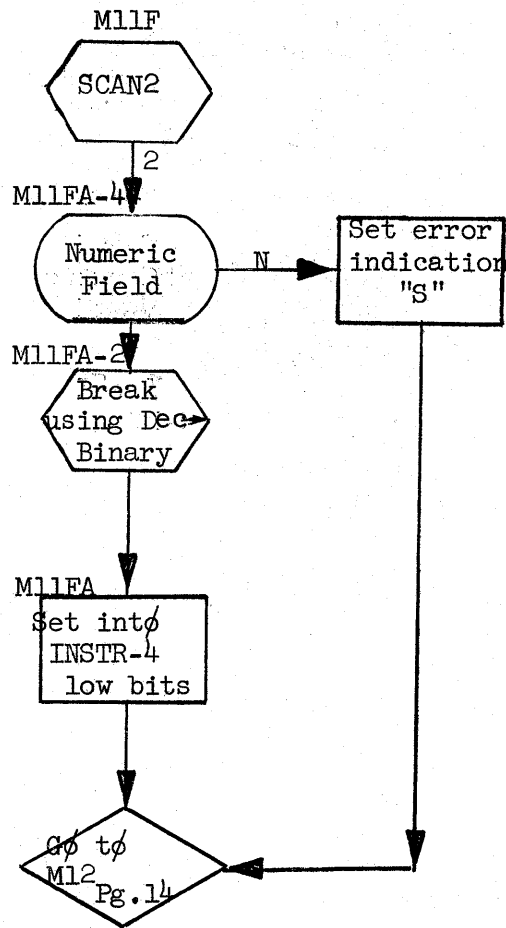 M11F
SCAN2
2
M11FA-4
Numeric
Field
N
Set error
indication
"S"
M11FA-2
Break
using Dec→
Binary
M11FA
Set intø
INSTR-4
low bits
Gø tø
M12
Pg.14